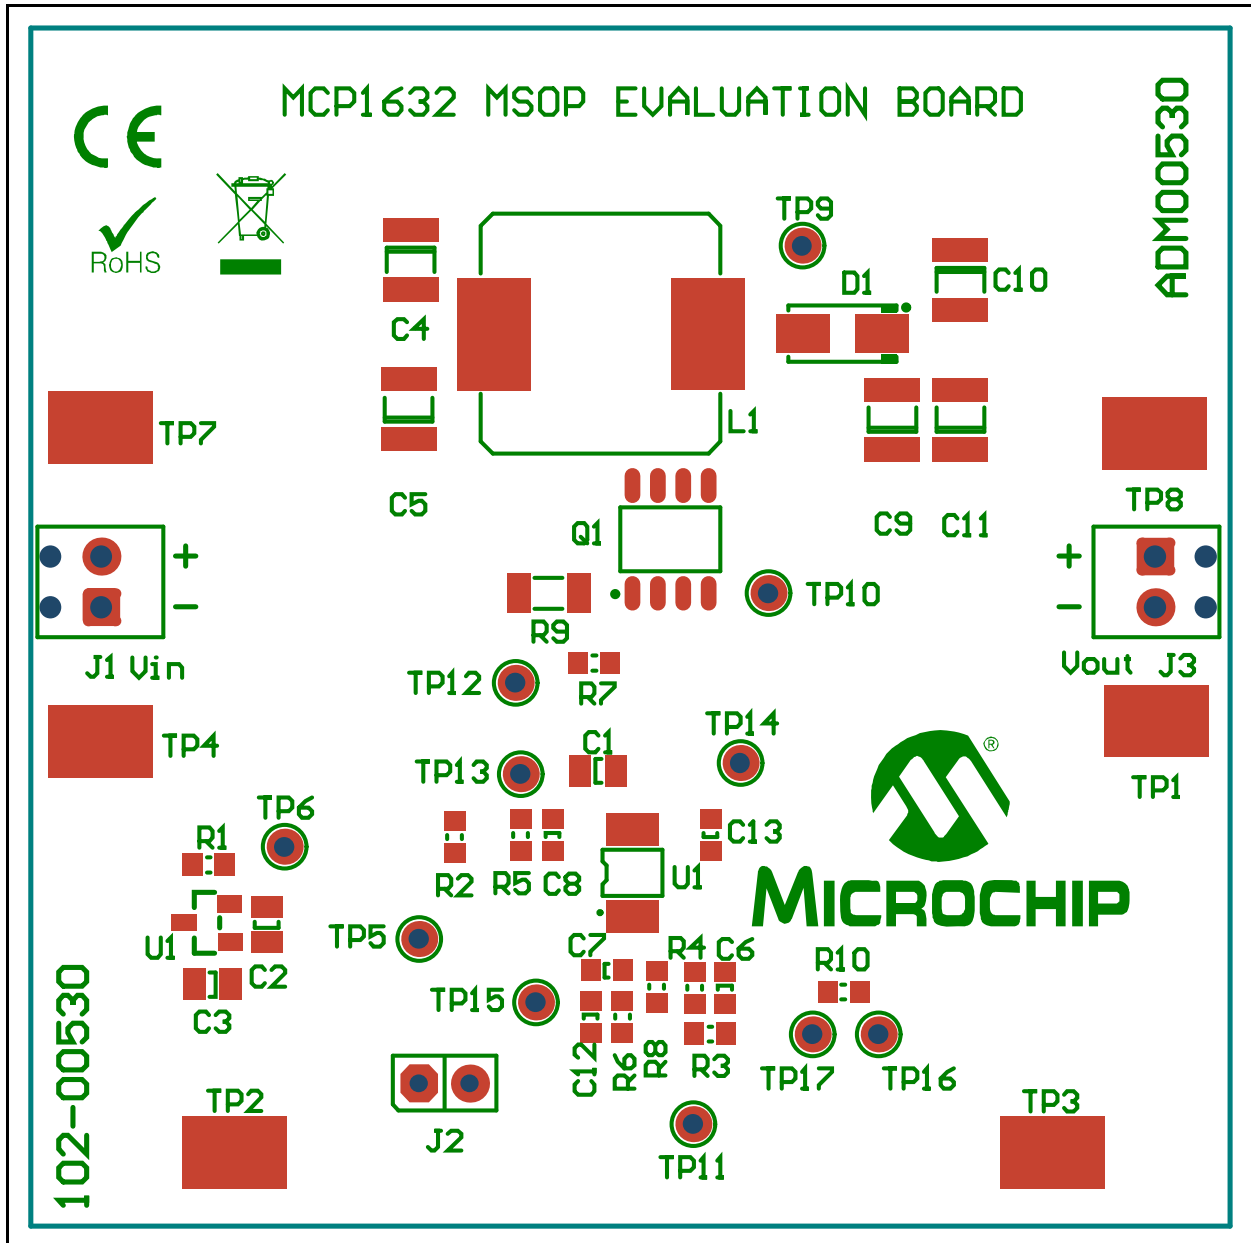 MCP1632 MSOP EVALUATION BOARD
ADM00530
CE
RoHS
TP9
D1
C10
C4
L1
TP7
C5
C9
C11
TP8
Q1
+
+
-
-
TP10
R9
J1 Vin
Vout J3
TP12
R7
TP4
TP14
C1
TP13
®
TP1
TP6
R1
C13
R2
R5
C8
U1
MICROCHIP
U1
TP5
C2
C7
R4
C6
R10
TP15
C3
C12
R6
R8
R3
TP17
TP16
102-00530
TP2
TP3
J2
TP11